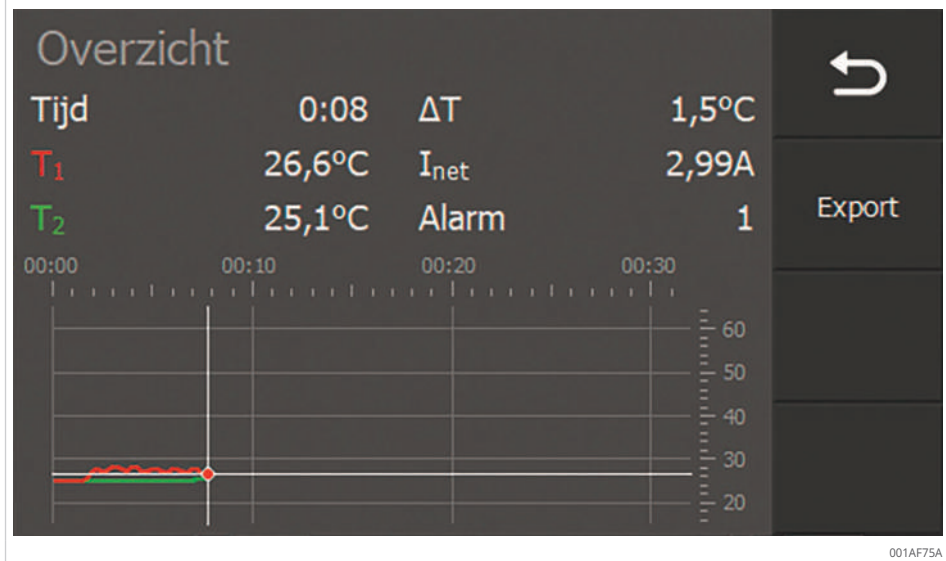 Overzicht
Tijd 0:08 ΔT 1,5°C
T1 26,6°C Inet 2,99A
T2 25,1°C Alarm 1
Export
00:00 00:10 00:20 00:30
60
50
40
30
20
001AF75A